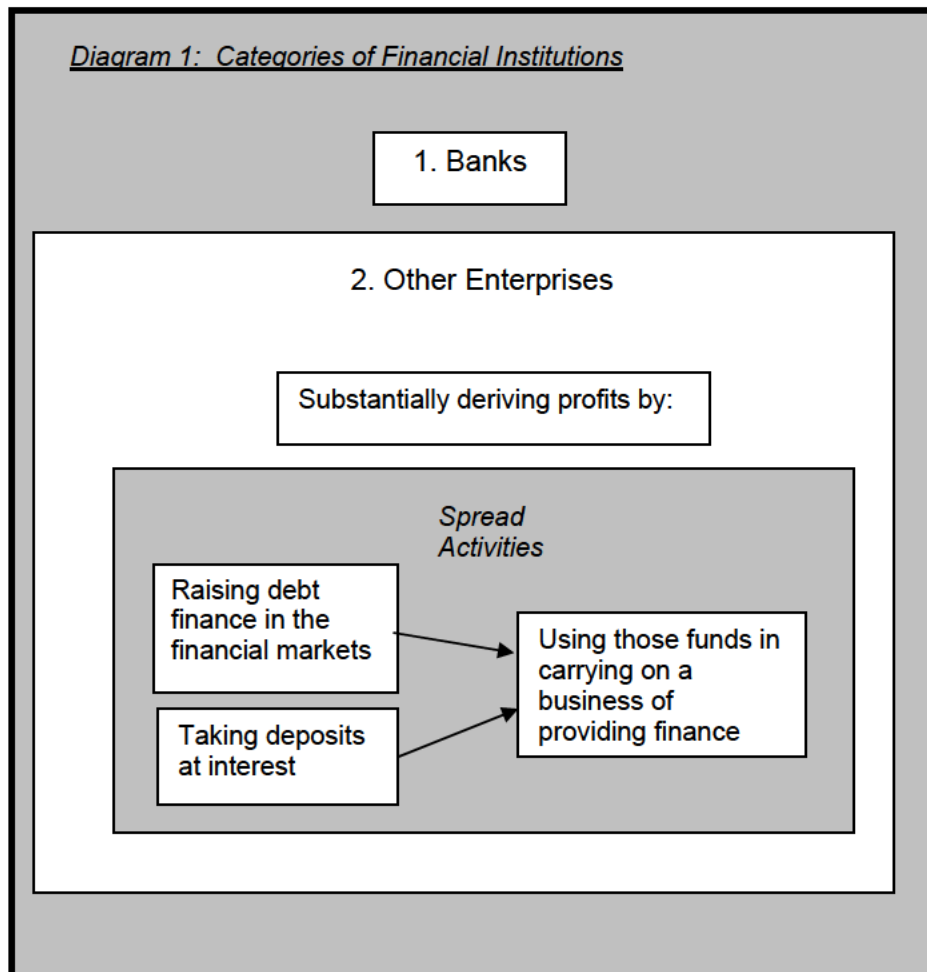 Diagram 1: Categories of Financial Institutions
1. Banks
2. Other Enterprises
Substantially deriving profits by:
Spread
Activities
Raising debt
finance in the
financial markets
Taking deposits
at interest
Using those funds in
carrying on a
business of
providing finance